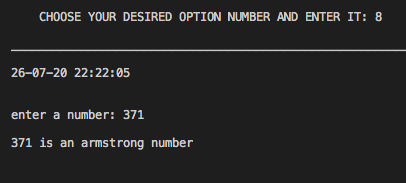 CHOOSE YOUR DESIRED OPTION NUMBER AND ENTER IT: 8
26-07-20 22:22:05
enter a number: 371
371 is an armstrong number